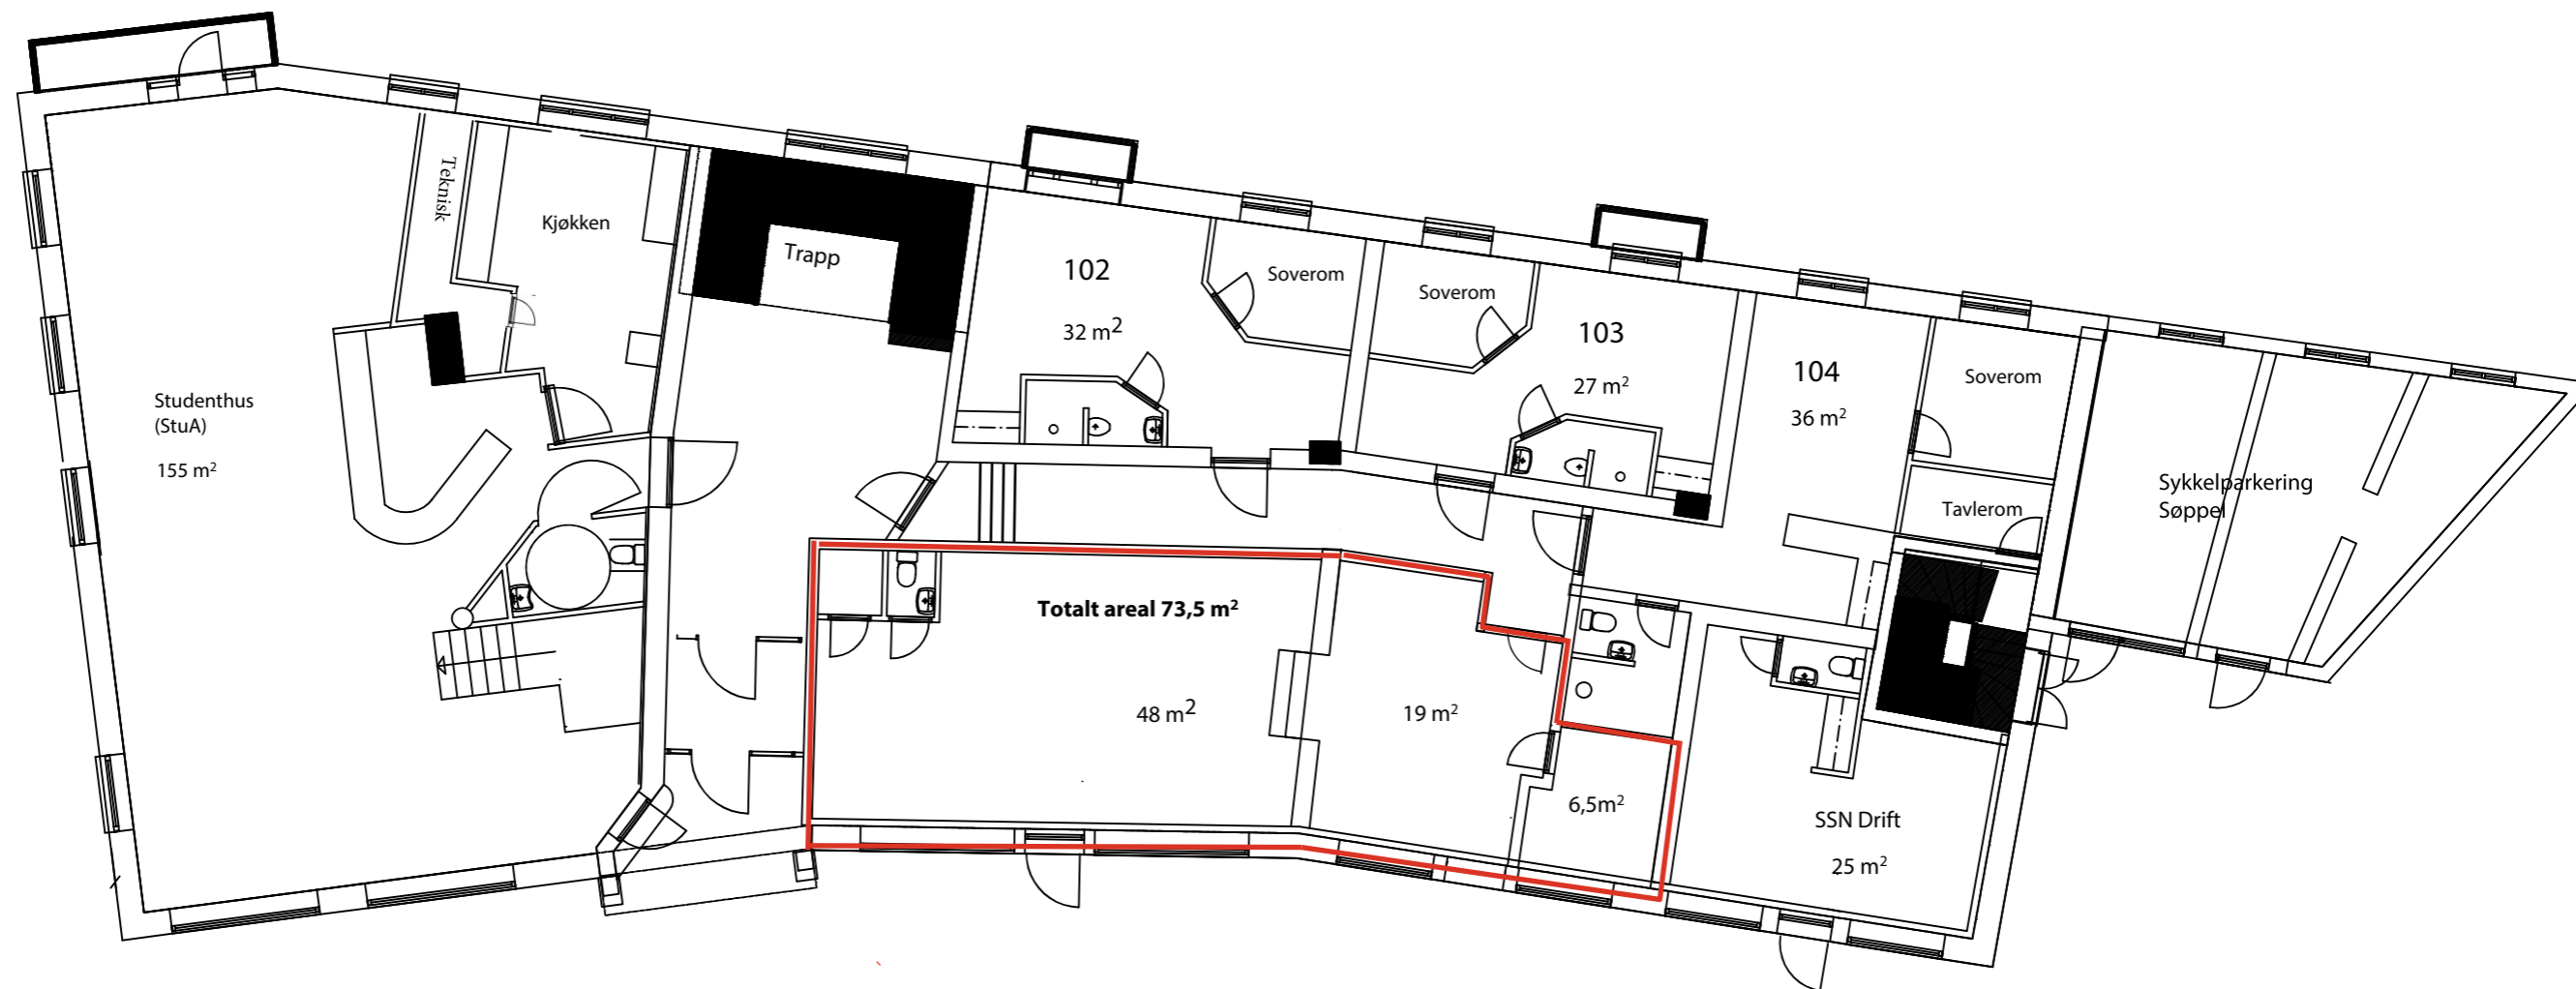 Teknisk
Kjøkken
Trapp
102
32 m²
Soverom
Soverom
103
27 m²
104
36 m²
Soverom
Tavlerom
Sykkelparkering
Søppel
Studenthus
(StuA)
155 m²
Totalt areal 73,5 m²
48 m²
19 m²
6,5m²
SSN Drift
25 m²